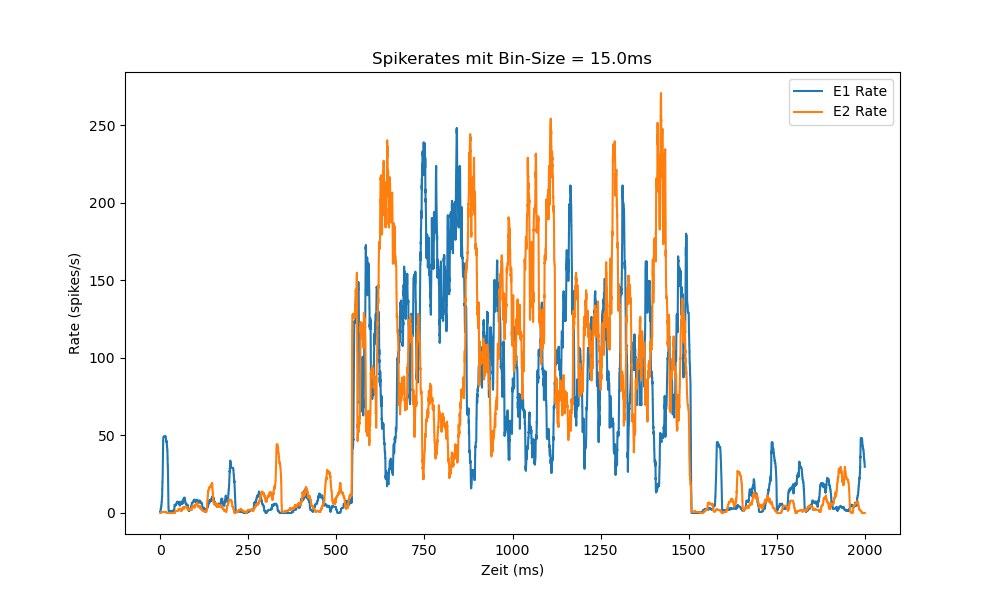 Spikerates mit Bin-Size = 15.0ms
E1 Rate
E2 Rate
Rate (spikes/s)
250
200
150
100
50
0
0 250 500 750 1000 1250 1500 1750 2000
Zeit (ms)